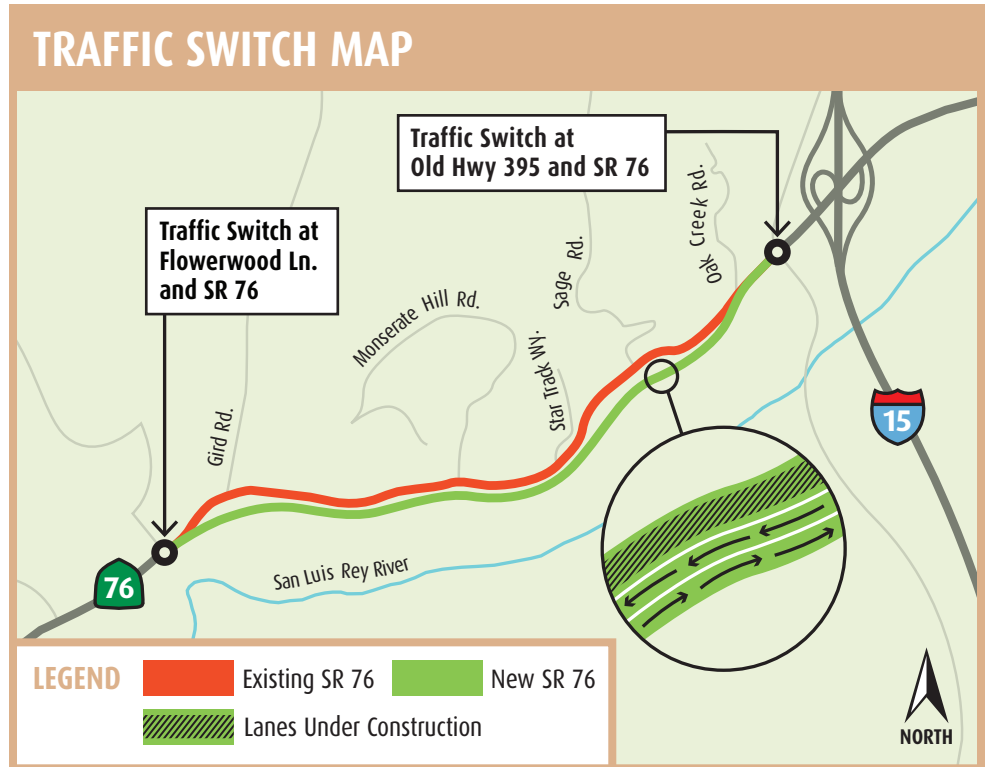 TRAFFIC SWITCH MAP
Traffic Switch at
Old Hwy 395 and SR 76
Traffic Switch at
Flowerwood Ln.
and SR 76
Oak Creek Rd.
Sage Rd.
Monserate Hill Rd.
Star Track Wy.
Gird Rd.
15
76
San Luis Rey River
LEGEND
Existing SR 76
New SR 76
Lanes Under Construction
NORTH